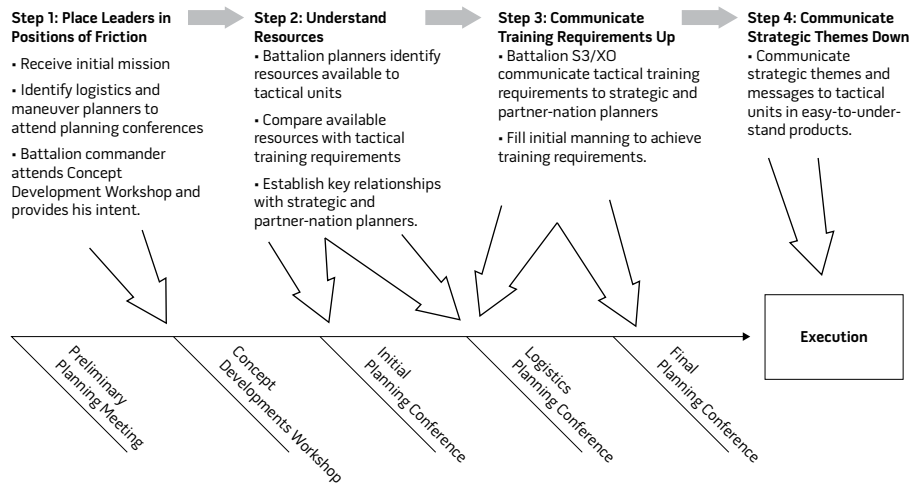 Step 1: Place Leaders in
Positions of Friction
▪ Receive initial mission
▪ Identify logistics and
maneuver planners to
attend planning conferences
▪ Battalion commander
attends Concept
Development Workshop and
provides his intent.
Step 2: Understand
Resources
▪ Battalion planners identify
resources available to
tactical units
▪ Compare available
resources with tactical
training requirements
▪ Establish key relationships
with strategic and
partner-nation planners.
Step 3: Communicate
Training Requirements Up
▪ Battalion S3/XO
communicate tactical training
requirements to strategic and
partner-nation planners
▪ Fill initial manning to achieve
training requirements.
Step 4: Communicate
Strategic Themes Down
▪ Communicate
strategic themes and
messages to tactical
units in easy-to-under-
stand products.
Preliminary
Planning Meeting
Concept
Developments Workshop
Initial
Planning Conference
Logistics
Planning Conference
Final
Planning Conference
Execution